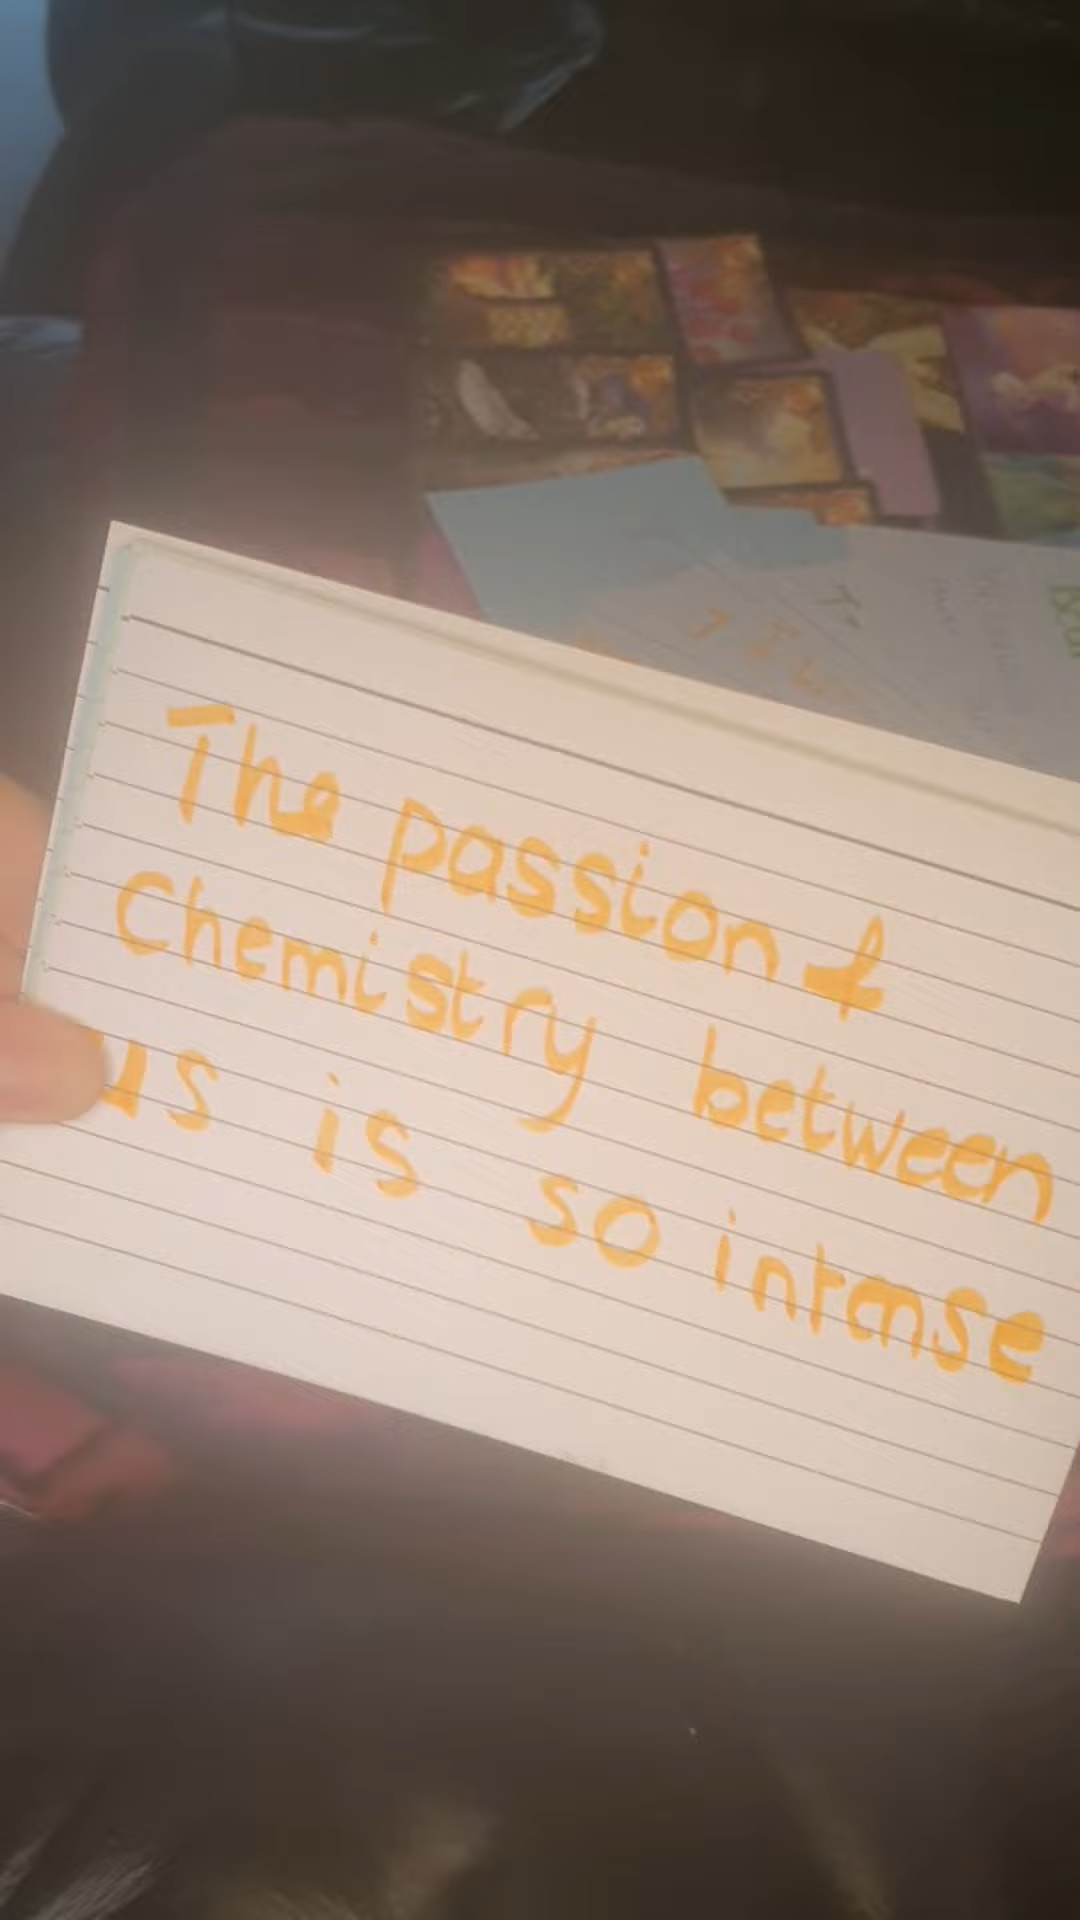 The passion &
Chemistry between
us is so intense